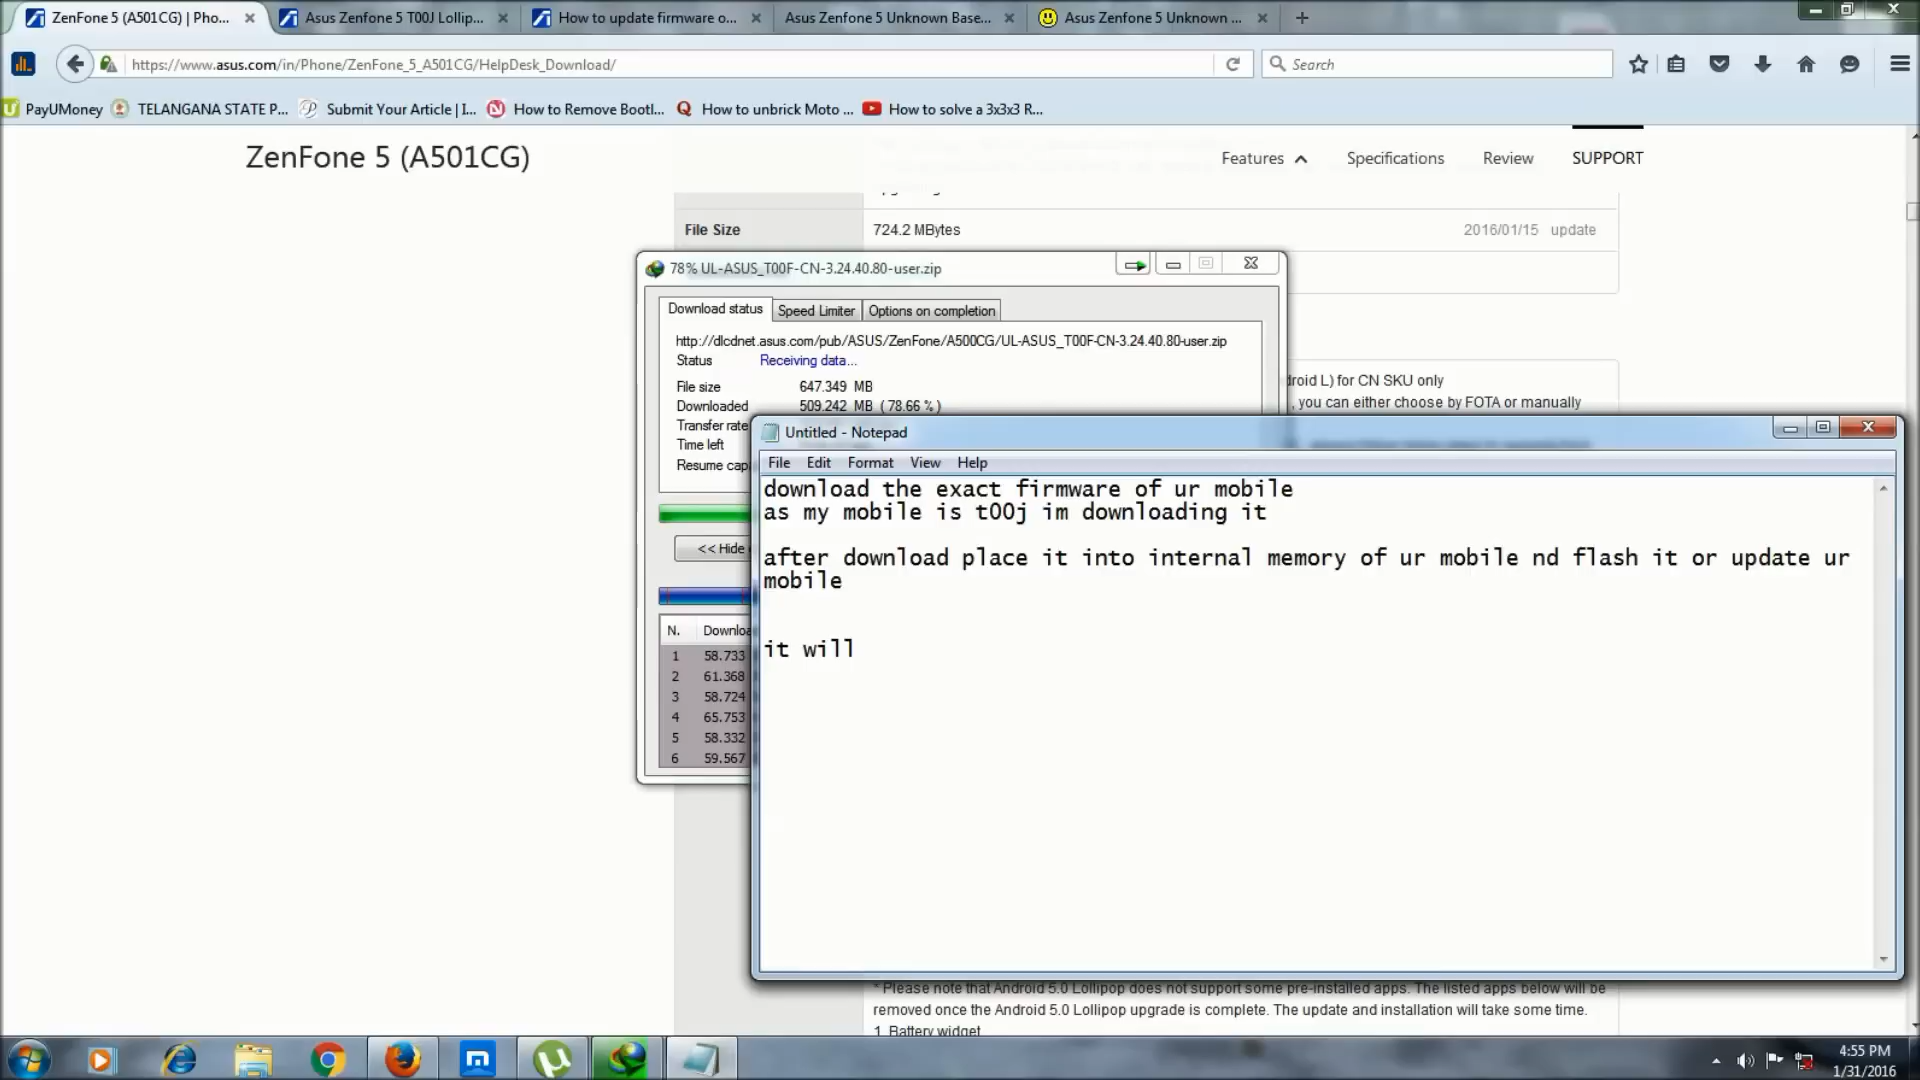 ZenFone 5 (A501CG) | Pho...
Asus Zenfone 5 T00J Lollip...
How to update firmware o...
Asus Zenfone 5 Unknown Base...
Asus Zenfone 5 Unknown ...
https://www.asus.com/in/Phone/ZenFone_5_A501CG/HelpDesk_Download/
Search
PayUMoney
TELANGANA STATE P...
Submit Your Article | I...
How to Remove Bootl...
How to unbrick Moto ...
How to solve a 3x3x3 R...
ZenFone 5 (A501CG)
Features
Specifications
Review
SUPPORT
File Size
724.2 MBytes
2016/01/15 update
78% UL-ASUS_T00F-CN-3.24.40.80-user.zip
Download status
Speed Limiter
Options on completion
http://dlcdnet.asus.com/pub/ASUS/ZenFone/A500CG/UL-ASUS_T00F-CN-3.24.40.80-user.zip
Status Receiving data...
File size 647.349 MB
Downloaded 509.242 MB ( 78.66 % )
Transfer rate
Time left
Resume cap
<< Hide
N. Downloa
1 58.733
2 61.368
3 58.724
4 65.753
5 58.332
6 59.567
droid L) for CN SKU only
, you can either choose by FOTA or manually
Untitled - Notepad
File Edit Format View Help
download the exact firmware of ur mobile
as my mobile is t00j im downloading it
after download place it into internal memory of ur mobile nd flash it or update ur
mobile
it will
* Please note that Android 5.0 Lollipop does not support some pre-installed apps. The listed apps below will
removed once the Android 5.0 Lollipop upgrade is complete. The update and installation will take some time.
1. Battery widget
4:55 PM
1/31/2016